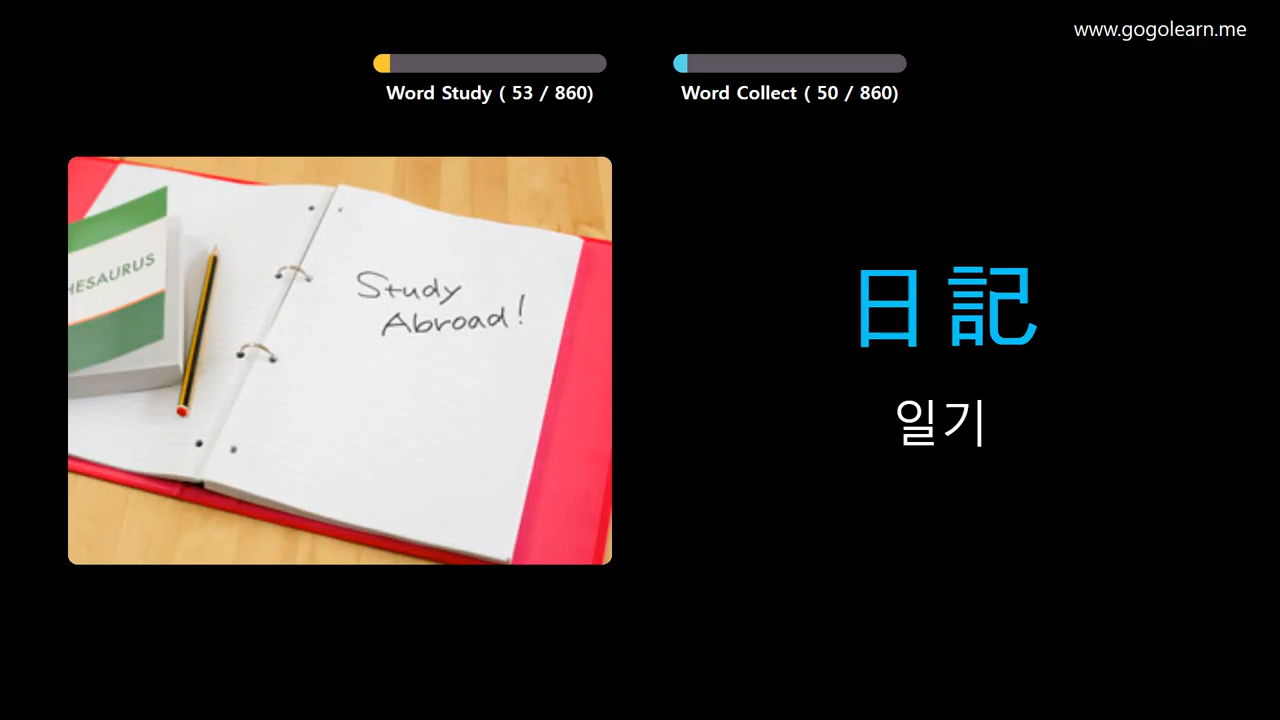 www.gogolearn.me
Word Study ( 53 / 860)
Word Collect ( 50 / 860)
HESAURUS
Study
Abroad!
日記
일기